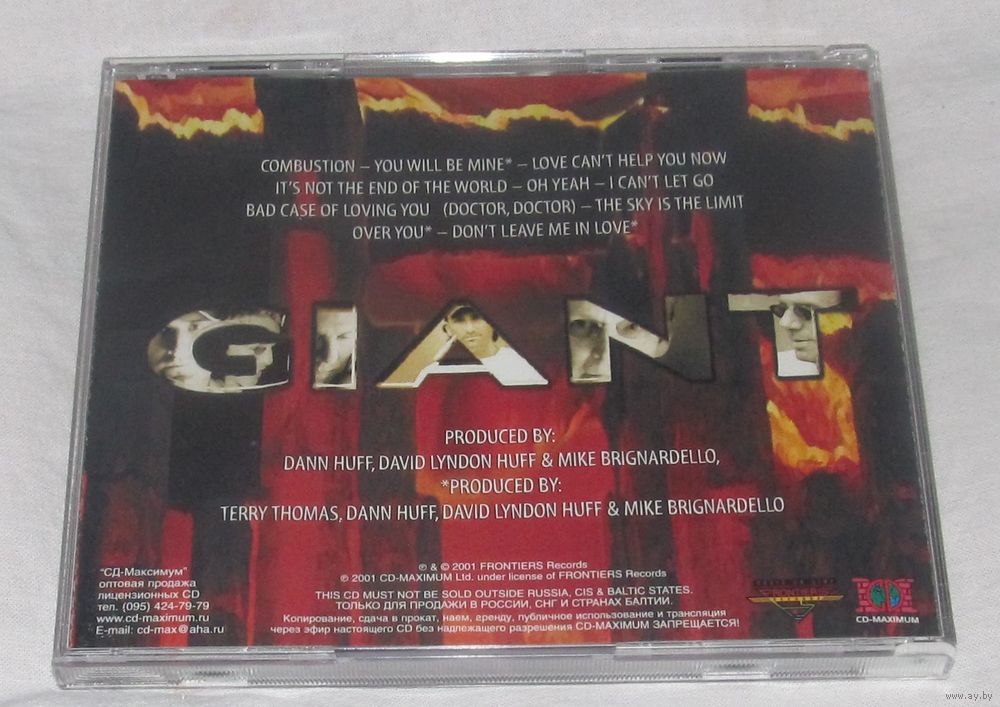 COMBUSTION – YOU WILL BE MINE* – LOVE CAN'T HELP YOU NOW
IT'S NOT THE END OF THE WORLD – OH YEAH – I CAN'T LET GO
BAD CASE OF LOVING YOU (DOCTOR, DOCTOR) – THE SKY IS THE LIMIT
OVER YOU* – DON'T LEAVE ME IN LOVE*
GIANT
PRODUCED BY:
DANN HUFF, DAVID LYNDON HUFF & MIKE BRIGNARDELLO,
*PRODUCED BY:
TERRY THOMAS, DANN HUFF, DAVID LYNDON HUFF & MIKE BRIGNARDELLO
"СД-Максимум"
оптовая продажа
лицензионных CD
тел. (095) 424-79-79
www.cd-maximum.ru
E-mail: cd-max@aha.ru
℗ & © 2001 FRONTIERS Records
℗ 2001 CD-MAXIMUM Ltd. under license of FRONTIERS Records
THIS CD MUST NOT BE SOLD OUTSIDE RUSSIA, CIS & BALTIC STATES.
ТОЛЬКО ДЛЯ ПРОДАЖИ В РОССИИ, СНГ И СТРАНАХ БАЛТИИ.
Копирование, сдача в прокат, наем, аренду, публичное использование и трансляция
через эфир настоящего CD без надлежащего разрешения CD-MAXIMUM ЗАПРЕЩАЕТСЯ!
CD-MAXIMUM
www.ay.by